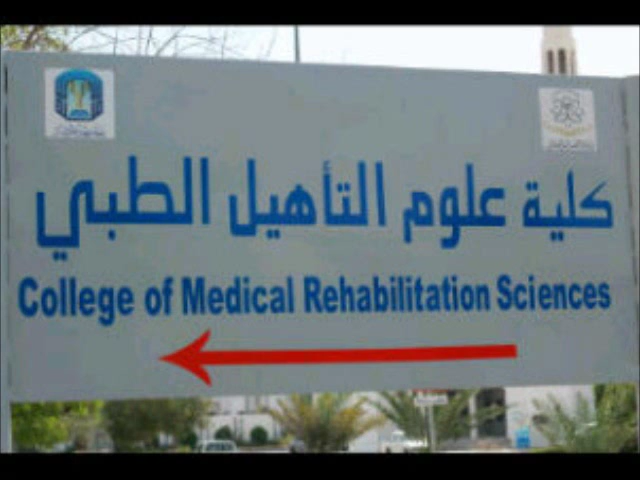 كلية علوم التأهيل الطبي
College of Medical Rehabilitation Sciences